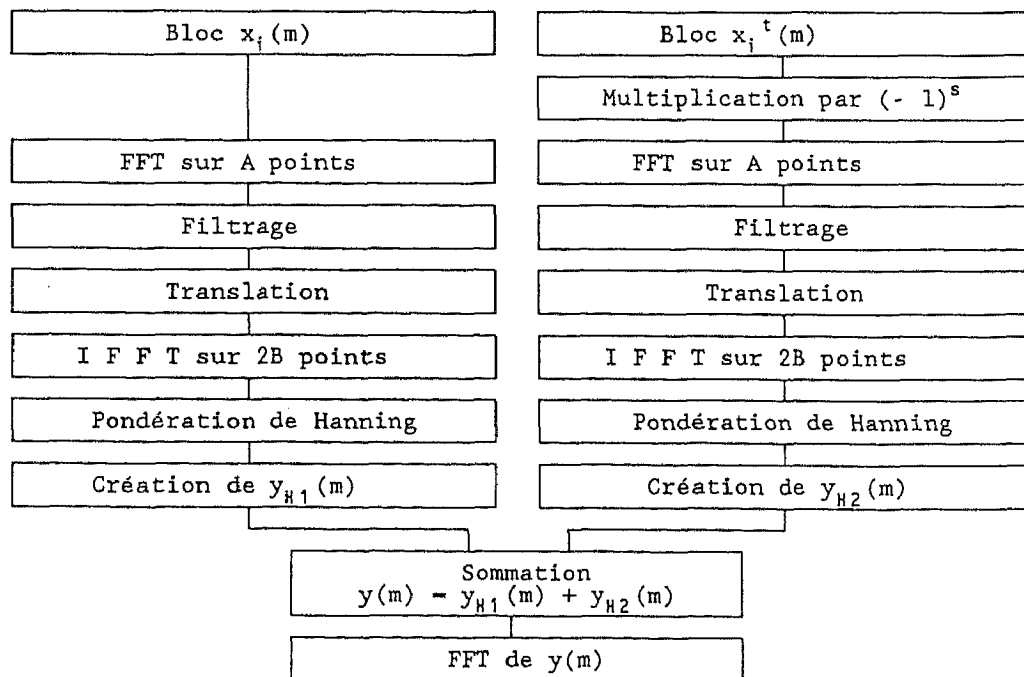 Bloc x_i(m)
FFT sur A points
Filtrage
Translation
I F F T sur 2B points
Pondération de Hanning
Création de y_H1(m)
Bloc x_i^t(m)
Multiplication par (- 1)^s
FFT sur A points
Filtrage
Translation
I F F T sur 2B points
Pondération de Hanning
Création de y_H2(m)
Sommation
y(m) = y_H1(m) + y_H2(m)
FFT de y(m)